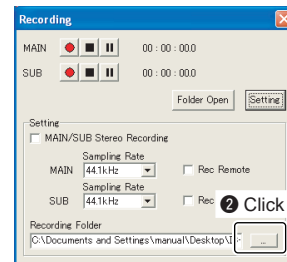 Recording
MAIN 00 : 00 : 00.0
SUB 00 : 00 : 00.0
Folder Open Setting
Setting
MAIN/SUB Stereo Recording
Sampling Rate
MAIN 44.1kHz Rec Remote
Sampling Rate
SUB 44.1kHz Rec
❷ Click
Recording Folder
C:\Documents and Settings\manual\Desktop\ ...